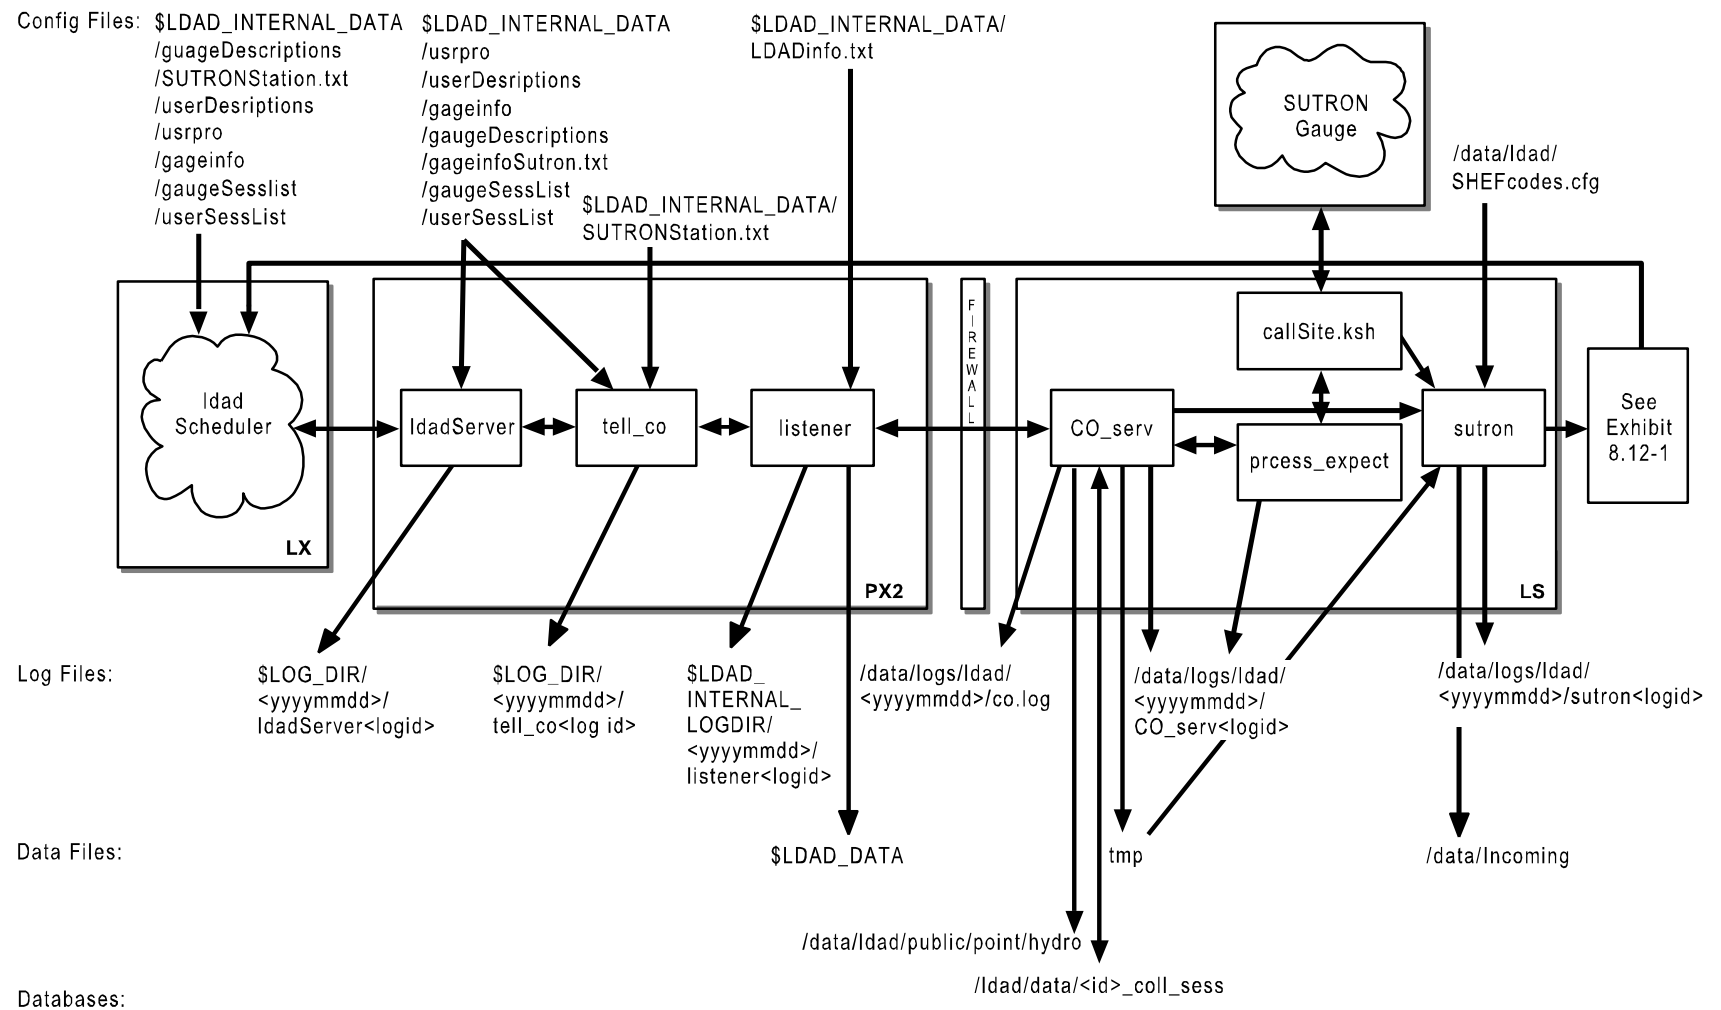 Config Files:
$LDAD_INTERNAL_DATA
/guageDescriptions
/SUTRONStation.txt
/userDesriptions
/usrpro
/gageinfo
/gaugeSesslist
/userSessList
$LDAD_INTERNAL_DATA
/usrpro
/userDesriptions
/gageinfo
/gaugeDescriptions
/gageinfoSutron.txt
/gaugeSessList
/userSessList
$LDAD_INTERNAL_DATA/
SUTRONStation.txt
$LDAD_INTERNAL_DATA/
LDADinfo.txt
SUTRON
Gauge
/data/ldad/
SHEFcodes.cfg
ldad
Scheduler
LX
ldadServer
tell_co
listener
PX2
FIREWALL
CO_serv
callSite.ksh
prcess_expect
sutron
LS
See
Exhibit
8.12-1
Log Files:
$LOG_DIR/
<yyyymmdd>/
ldadServer<logid>
$LOG_DIR/
<yyyymmdd>/
tell_co<log id>
$LDAD_
INTERNAL_
LOGDIR/
<yyyymmdd>/
listener<logid>
/data/logs/ldad/
<yyyymmdd>/co.log
/data/logs/ldad/
<yyyymmdd>/
CO_serv<logid>
/data/logs/ldad/
<yyyymmdd>/sutron<logid>
Data Files:
$LDAD_DATA
tmp
/data/Incoming
/data/ldad/public/point/hydro
/ldad/data/<id>_coll_sess
Databases: